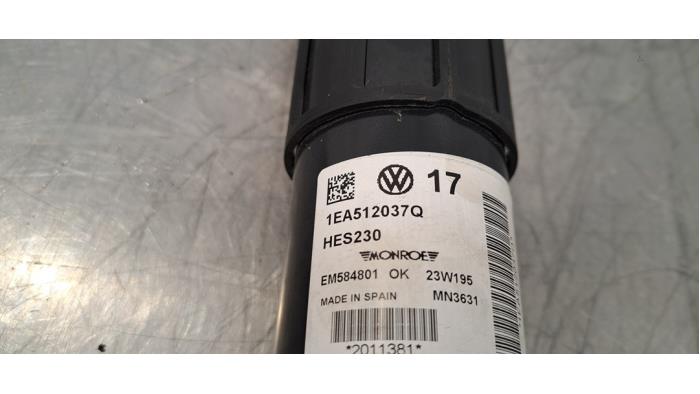 17
1EA512037Q
HES230
MONROE
EM584801 OK 23W195
MADE IN SPAIN MN3631
*2011381*